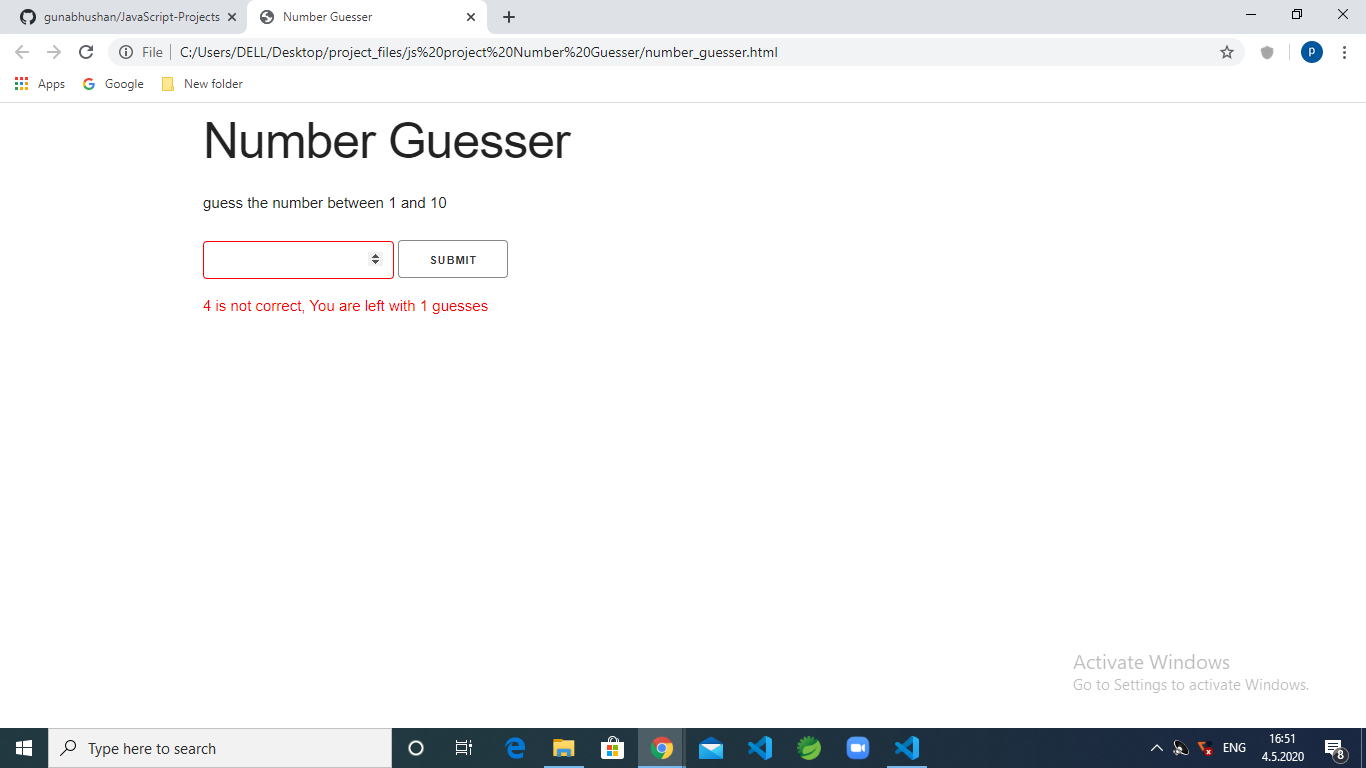 gunabhushan/JavaScript-Projects
Number Guesser
File
C:/Users/DELL/Desktop/project_files/js%20project%20Number%20Guesser/number_guesser.html
P
Apps
Google
New folder
Number Guesser
guess the number between 1 and 10
SUBMIT
4 is not correct, You are left with 1 guesses
Activate Windows
Go to Settings to activate Windows.
Type here to search
ENG
16:51
4.5.2020
8